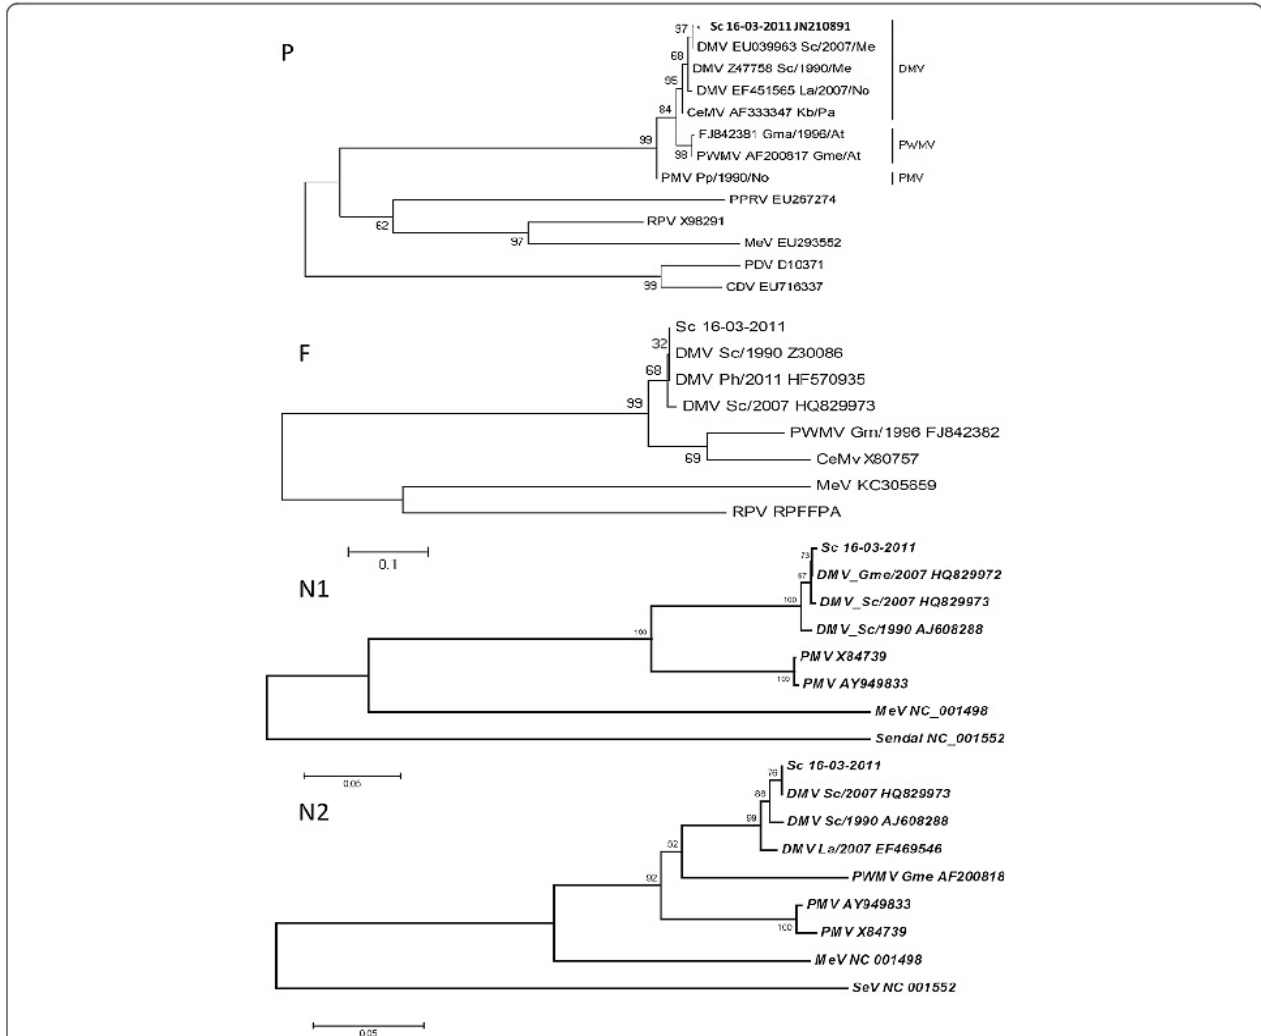 P
97
Sc 16-03-2011 JN210891
DMV EU039963 Sc/2007/Me
68
DMV Z47758 Sc/1990/Me
DMV
95
DMV EF451565 La/2007/No
84
CeMV AF333347 Kb/Pa
99
FJ842381 Gma/1996/At
PWMV
98
PWMV AF200817 Gme/At
PMV Pp/1990/No
PMV
PPRV EU267274
62
RPV X98291
97
MeV EU293552
PDV D10371
99
CDV EU716337
F
Sc 16-03-2011
32
DMV Sc/1990 Z30086
68
DMV Ph/2011 HF570935
99
DMV Sc/2007 HQ829973
PWMV Gm/1996 FJ842382
69
CeMv X80757
MeV KC305659
RPV RPFFPA
0.1
N1
Sc 16-03-2011
73
DMV_Gme/2007 HQ829972
97
DMV_Sc/2007 HQ829973
100
DMV_Sc/1990 AJ608288
100
PMV X84739
100
PMV AY949833
MeV NC_001498
Sendai NC_001552
0.05
N2
Sc 16-03-2011
76
DMV Sc/2007 HQ829973
88
DMV Sc/1990 AJ608288
99
DMV La/2007 EF469546
52
PWMV Gme AF200818
92
PMV AY949833
100
PMV X84739
MeV NC 001498
SeV NC 001552
0.05